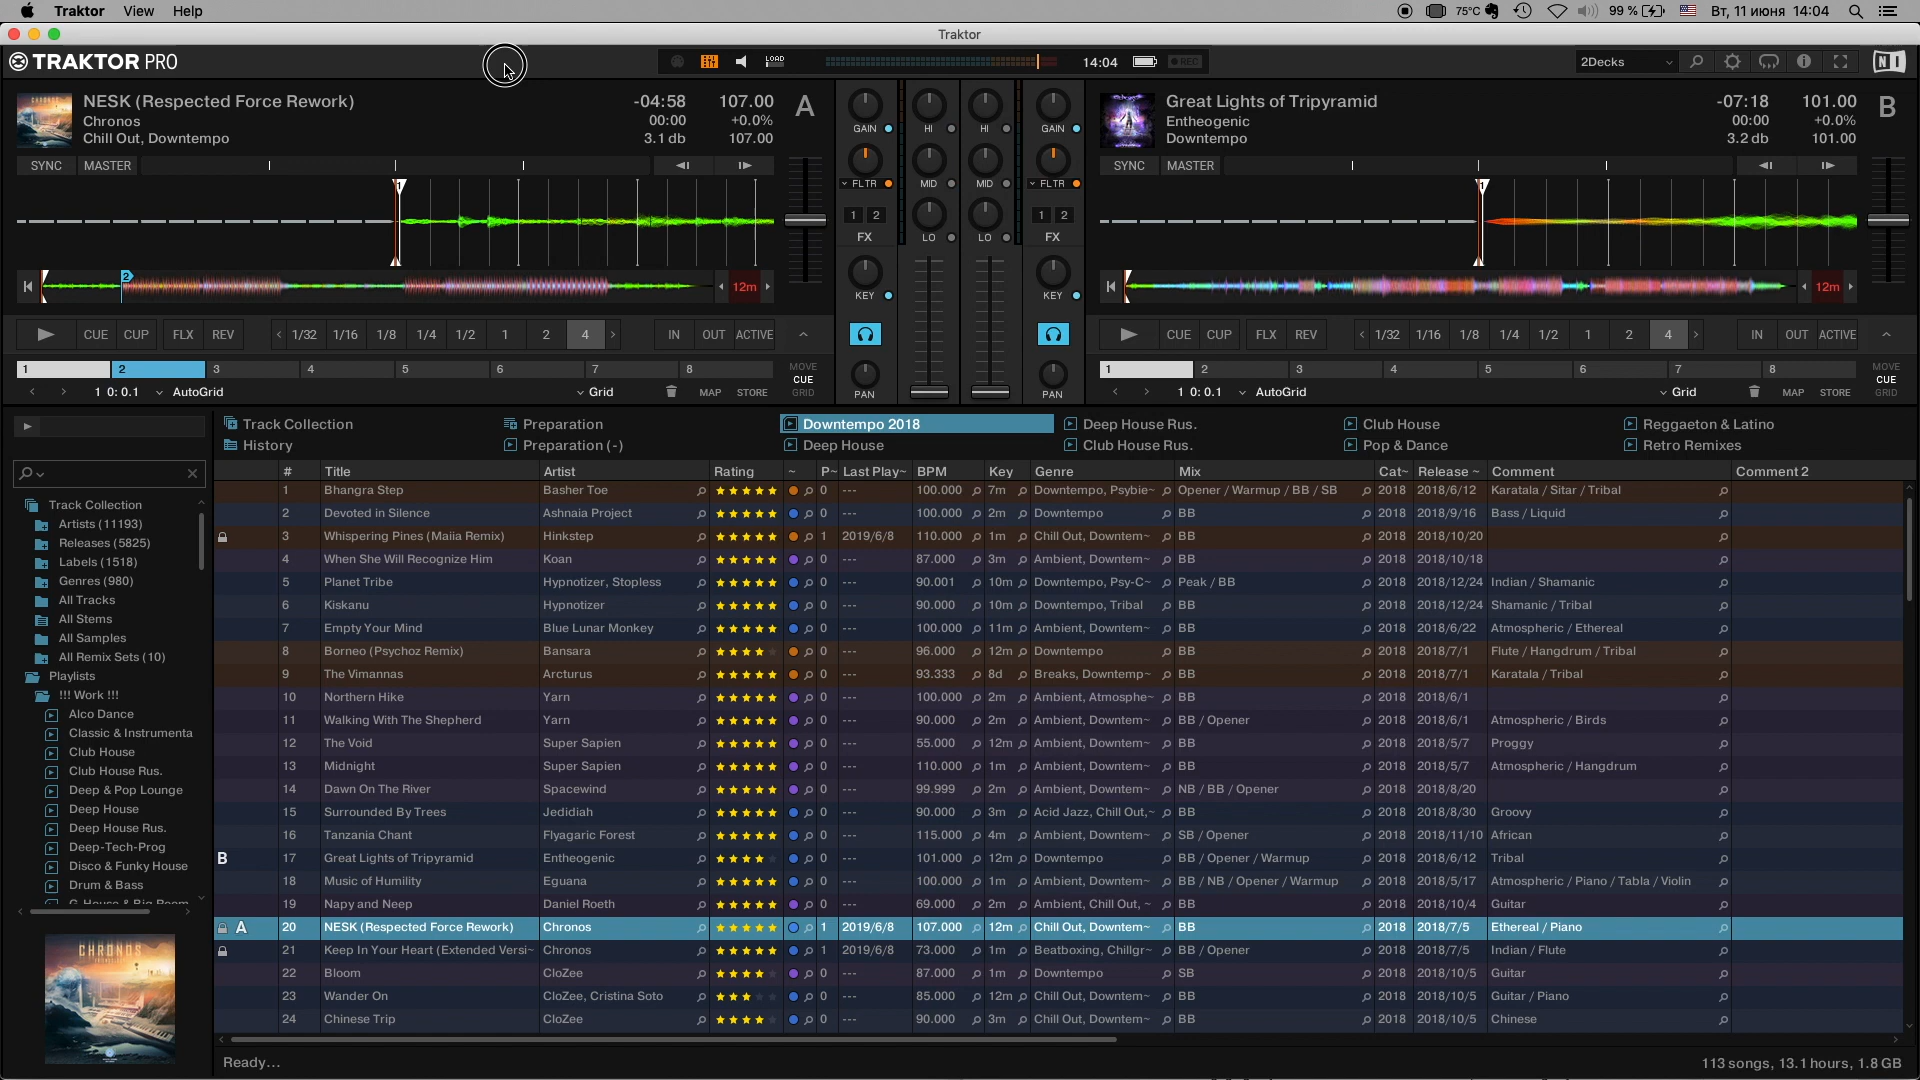 Traktor View Help 75°C 99 % Вт, 11 июня 14:04
Traktor
TRAKTOR PRO LOAD 14:04 REC 2Decks
NESK (Respected Force Rework) -04:58 107.00 A
Chronos 00:00 +0.0%
Chill Out, Downtempo 3.1 db 107.00
SYNC MASTER
1
2 12m
CUE CUP FLX REV 1/32 1/16 1/8 1/4 1/2 1 2 4 IN OUT ACTIVE
1 2 3 4 5 6 7 8 MOVE CUE GRID
1 0: 0.1 AutoGrid Grid MAP STORE
GAIN HI HI GAIN
FLTR MID MID FLTR
1 2 1 2
FX LO LO FX
KEY KEY
PAN PAN
Great Lights of Tripyramid -07:18 101.00 B
Entheogenic 00:00 +0.0%
Downtempo 3.2 db 101.00
SYNC MASTER
1
12m
CUE CUP FLX REV 1/32 1/16 1/8 1/4 1/2 1 2 4 IN OUT ACTIVE
1 2 3 4 5 6 7 8 MOVE CUE GRID
1 0: 0.1 AutoGrid Grid MAP STORE
Track Collection Preparation Downtempo 2018 Deep House Rus. Club House Reggaeton & Latino
History Preparation (-) Deep House Club House Rus. Pop & Dance Retro Remixes
Track Collection
Artists (11193)
Releases (5825)
Labels (1518)
Genres (980)
All Tracks
All Stems
All Samples
All Remix Sets (10)
Playlists
!!! Work !!!
Alco Dance
Classic & Instrumenta
Club House
Club House Rus.
Deep & Pop Lounge
Deep House
Deep House Rus.
Deep-Tech-Prog
Disco & Funky House
Drum & Bass
G-House & Big Room
CHRONOS
# Title Artist Rating ~ P~ Last Play~ BPM Key Genre Mix Cat~ Release ~ Comment Comment 2
1 Bhangra Step Basher Toe 0 --- 100.000 7m Downtempo, Psybie~ Opener / Warmup / BB / SB 2018 2018/6/12 Karatala / Sitar / Tribal
2 Devoted in Silence Ashnaia Project 0 --- 100.000 2m Downtempo BB 2018 2018/9/16 Bass / Liquid
3 Whispering Pines (Maiia Remix) Hinkstep 1 2019/6/8 110.000 1m Chill Out, Downtem~ BB 2018 2018/10/20
4 When She Will Recognize Him Koan 0 --- 87.000 3m Ambient, Downtem~ BB 2018 2018/10/18
5 Planet Tribe Hypnotizer, Stopless 0 --- 90.001 10m Downtempo, Psy-C~ Peak / BB 2018 2018/12/24 Indian / Shamanic
6 Kiskanu Hypnotizer 0 --- 90.000 10m Downtempo, Tribal BB 2018 2018/12/24 Shamanic / Tribal
7 Empty Your Mind Blue Lunar Monkey 0 --- 100.000 11m Ambient, Downtem~ BB 2018 2018/6/22 Atmospheric / Ethereal
8 Borneo (Psychoz Remix) Bansara 0 --- 96.000 12m Downtempo BB 2018 2018/7/1 Flute / Hangdrum / Tribal
9 The Vimannas Arcturus 0 --- 93.333 8d Breaks, Downtemp~ BB 2018 2018/7/1 Karatala / Tribal
10 Northern Hike Yarn 0 --- 100.000 2m Ambient, Atmosphe~ BB 2018 2018/6/1
11 Walking With The Shepherd Yarn 0 --- 90.000 2m Ambient, Downtem~ BB / Opener 2018 2018/6/1 Atmospheric / Birds
12 The Void Super Sapien 0 --- 55.000 12m Ambient, Downtem~ BB 2018 2018/5/7 Proggy
13 Midnight Super Sapien 0 --- 110.000 1m Ambient, Downtem~ BB 2018 2018/5/7 Atmospheric / Hangdrum
14 Dawn On The River Spacewind 0 --- 99.999 2m Ambient, Downtem~ NB / BB / Opener 2018 2018/8/20
15 Surrounded By Trees Jedidiah 0 --- 90.000 3m Acid Jazz, Chill Out,~ BB 2018 2018/8/30 Groovy
16 Tanzania Chant Flyagaric Forest 0 --- 115.000 4m Ambient, Downtem~ SB / Opener 2018 2018/11/10 African
B 17 Great Lights of Tripyramid Entheogenic 0 --- 101.000 12m Downtempo BB / Opener / Warmup 2018 2018/6/12 Tribal
18 Music of Humility Eguana 0 --- 100.000 1m Ambient, Downtem~ BB / NB / Opener / Warmup 2018 2018/5/17 Atmospheric / Piano / Tabla / Violin
19 Napy and Neep Daniel Roeth 0 --- 69.000 2m Ambient, Chill Out, ~ BB 2018 2018/10/4 Guitar
A 20 NESK (Respected Force Rework) Chronos 1 2019/6/8 107.000 12m Chill Out, Downtem~ BB 2018 2018/7/5 Ethereal / Piano
21 Keep In Your Heart (Extended Versi~ Chronos 1 2019/6/8 73.000 1m Beatboxing, Chillgr~ BB / Opener 2018 2018/7/5 Indian / Flute
22 Bloom CloZee 0 --- 87.000 1m Downtempo SB 2018 2018/10/5 Guitar
23 Wander On CloZee, Cristina Soto 0 --- 85.000 12m Chill Out, Downtem~ BB 2018 2018/10/5 Guitar / Piano
24 Chinese Trip CloZee 0 --- 90.000 3m Chill Out, Downtem~ BB 2018 2018/10/5 Chinese
Ready... 113 songs, 13.1 hours, 1.8 GB